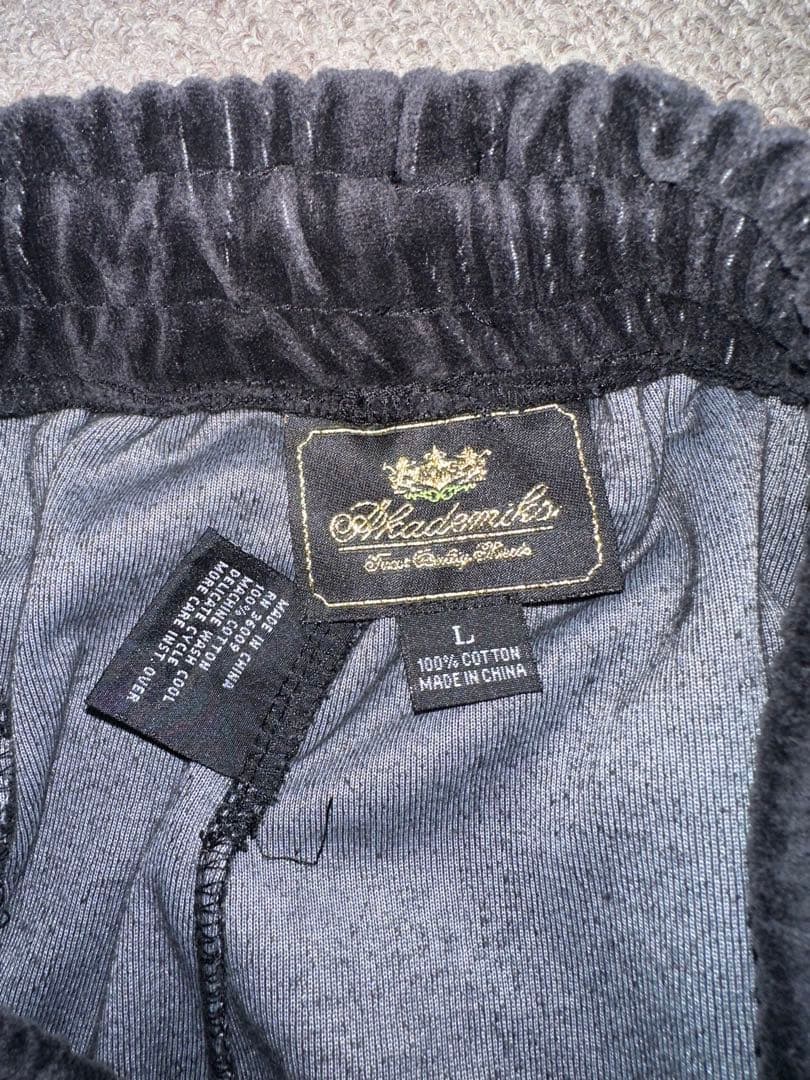 Akademiks
L
100% COTTON
MADE IN CHINA
MADE IN CHINA
RN 36009
100% COTTON
MACHINE WASH COOL
DELICATE CYCLE
MORE CARE INST. OVER